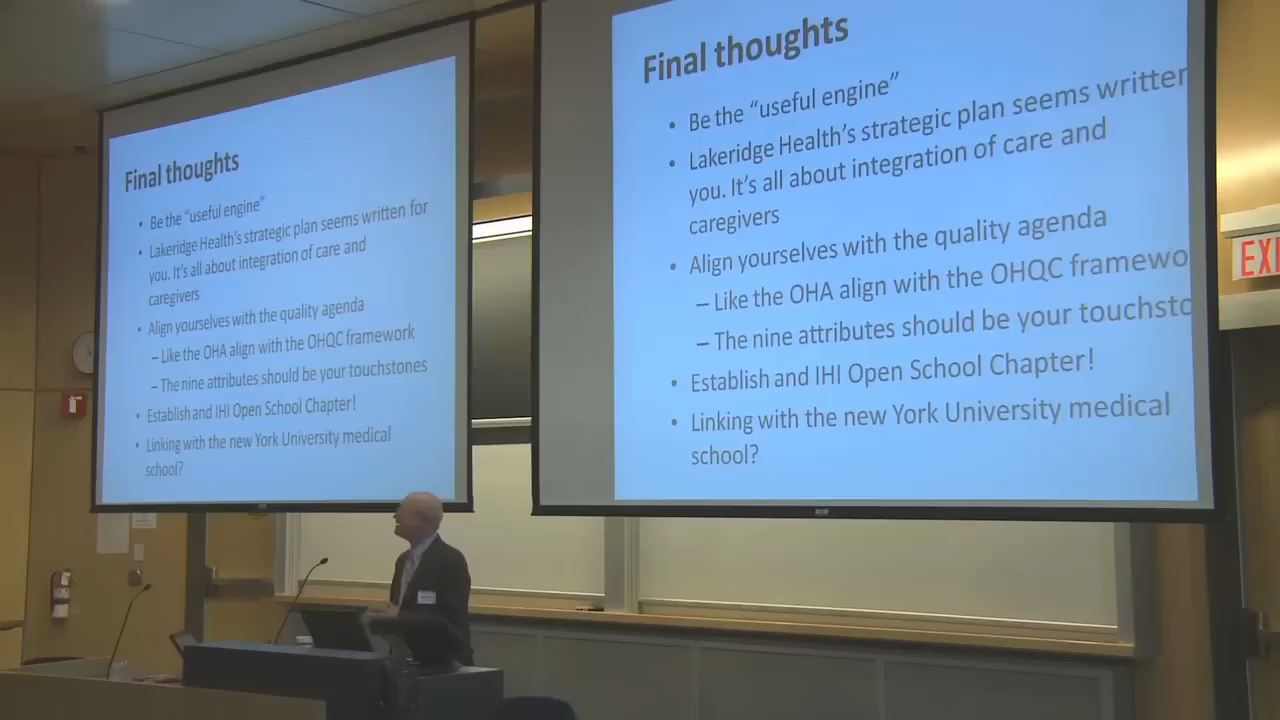 Final thoughts
• Be the “useful engine”
• Lakeridge Health’s strategic plan seems written for
you. It’s all about integration of care and
caregivers
• Align yourselves with the quality agenda
– Like the OHA align with the OHQC framework
– The nine attributes should be your touchstones
• Establish and IHI Open School Chapter!
• Linking with the new York University medical
school?
Final thoughts
• Be the “useful engine”
• Lakeridge Health’s strategic plan seems written
you. It’s all about integration of care and
caregivers
• Align yourselves with the quality agenda
– Like the OHA align with the OHQC framewo
– The nine attributes should be your touchsto
• Establish and IHI Open School Chapter!
• Linking with the new York University medical
school?
EXI